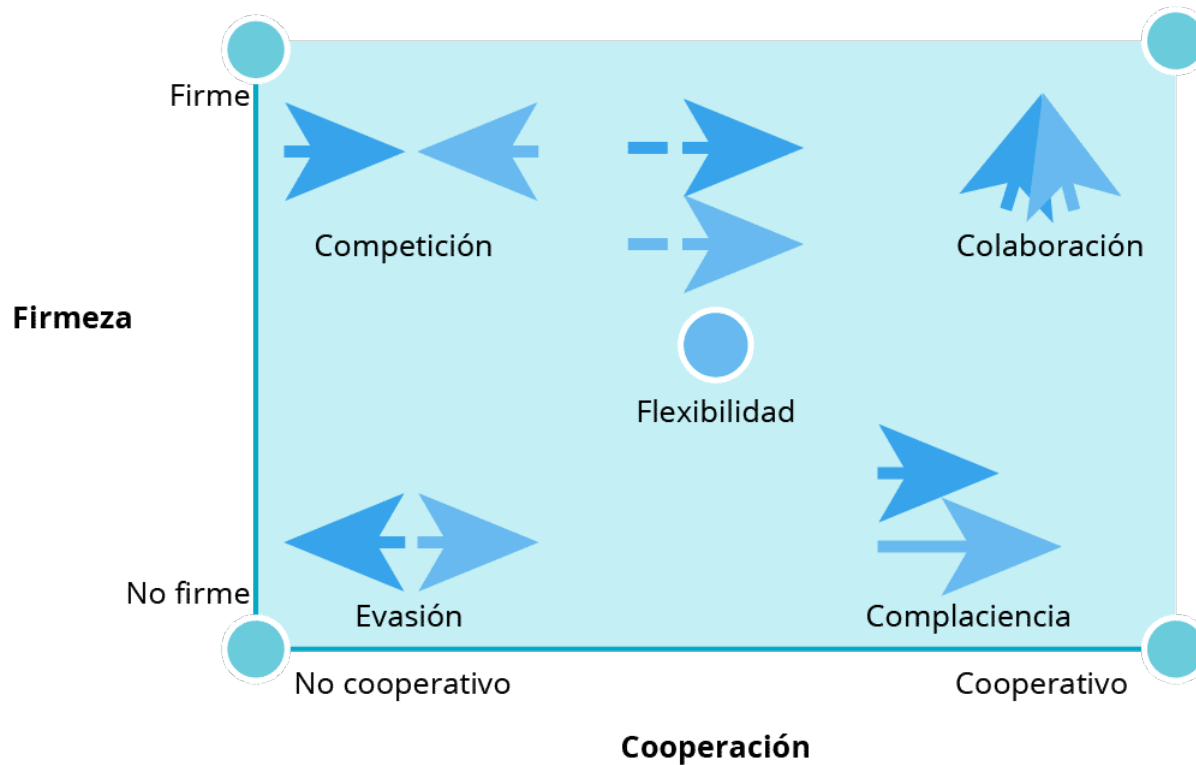 Firme
Competición
Colaboración
Firmeza
Flexibilidad
No firme
Evasión
Complaciencia
No cooperativo
Cooperativo
Cooperación